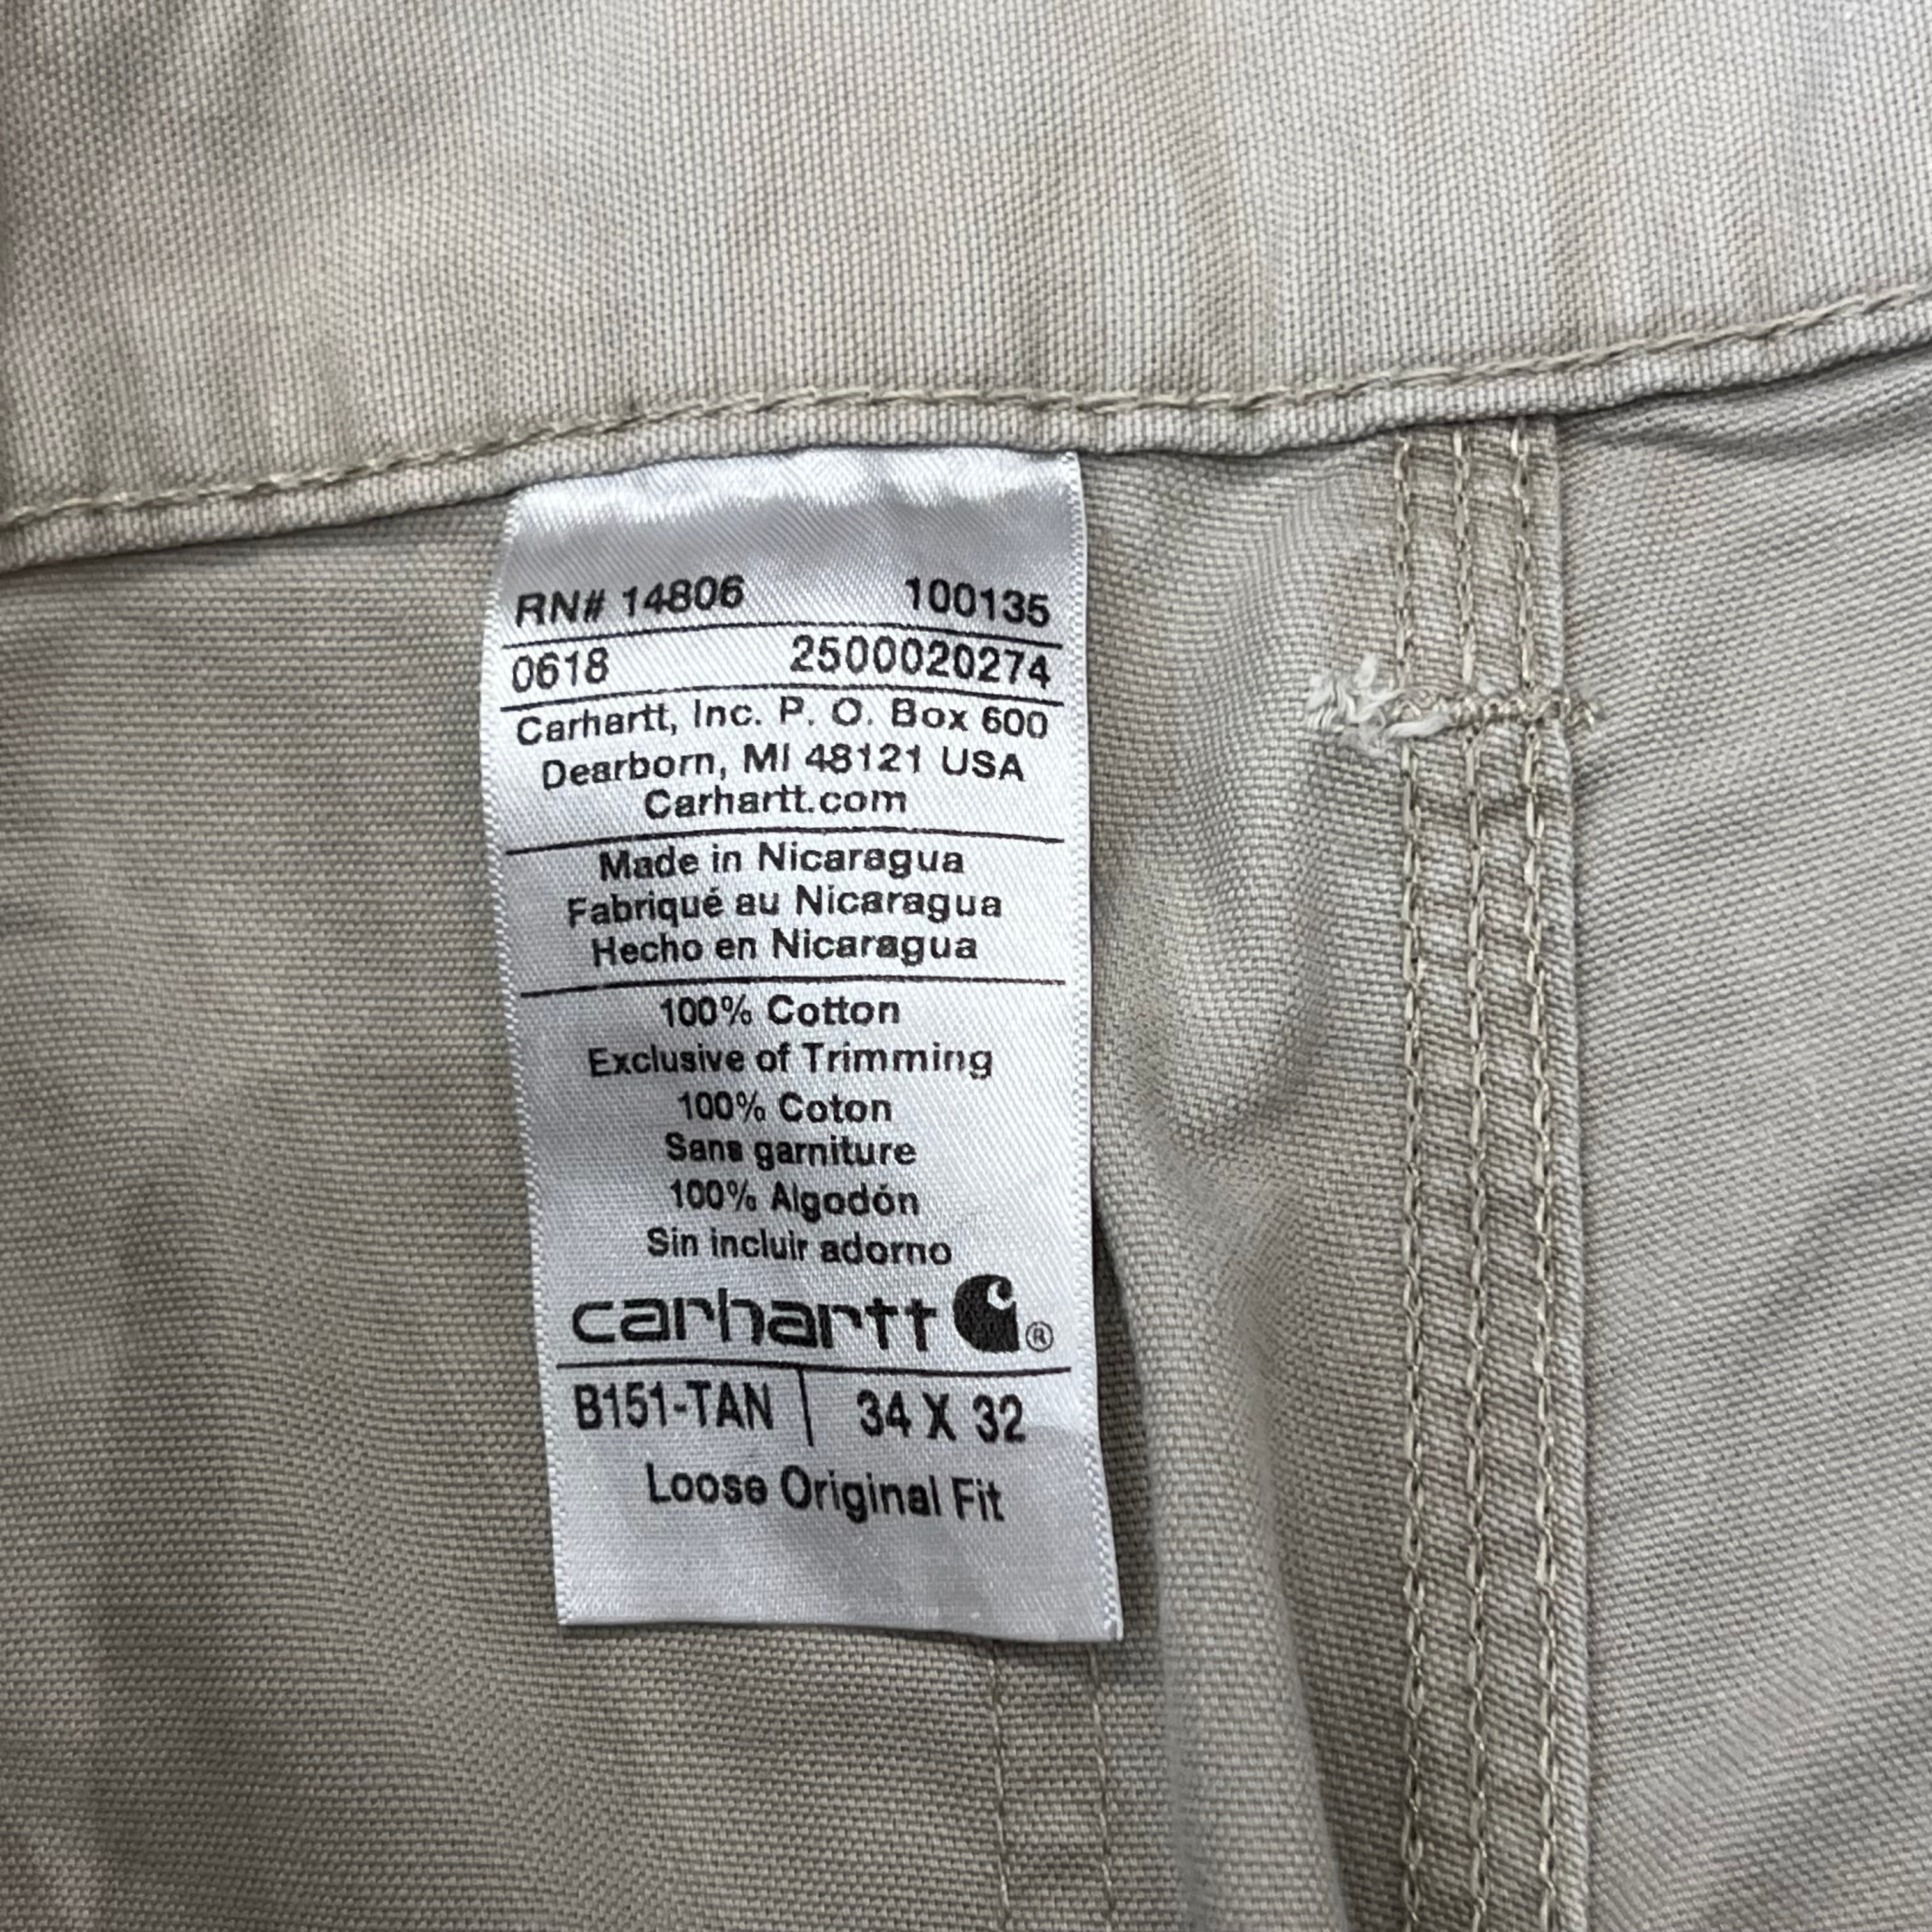 RN# 14806 100135
0618 2500020274
Carhartt, Inc. P. O. Box 600
Dearborn, MI 48121 USA
Carhartt.com
Made in Nicaragua
Fabriqué au Nicaragua
Hecho en Nicaragua
100% Cotton
Exclusive of Trimming
100% Coton
Sans garniture
100% Algodón
Sin incluir adorno
carhartt ®
B151-TAN | 34 X 32
Loose Original Fit